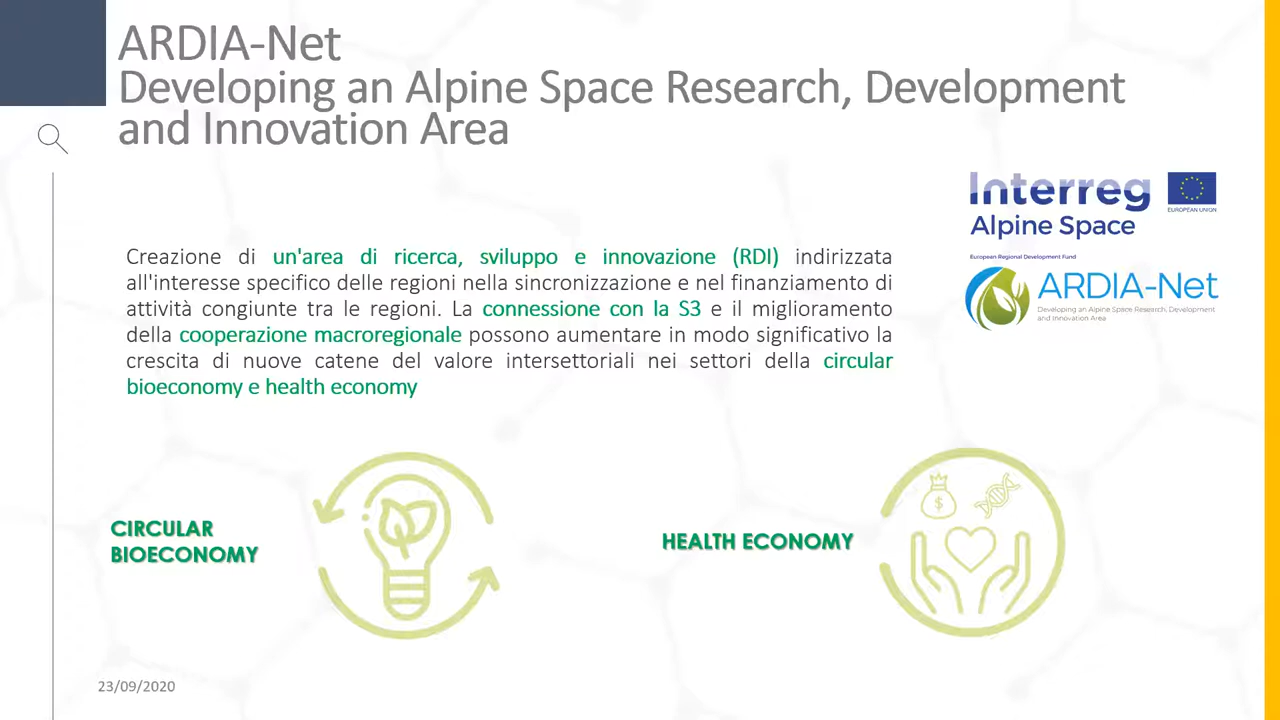 ARDIA-Net
Developing an Alpine Space Research, Development
and Innovation Area
Interreg
EUROPEAN UNION
Alpine Space
European Regional Development Fund
ARDIA-Net
Developing an Alpine Space Research, Development
and Innovation Area
Creazione di un'area di ricerca, sviluppo e innovazione (RDI) indirizzata
all'interesse specifico delle regioni nella sincronizzazione e nel finanziamento di
attività congiunte tra le regioni. La connessione con la S3 e il miglioramento
della cooperazione macroregionale possono aumentare in modo significativo la
crescita di nuove catene del valore intersettoriali nei settori della circular
bioeconomy e health economy
CIRCULAR
BIOECONOMY
HEALTH ECONOMY
$
23/09/2020